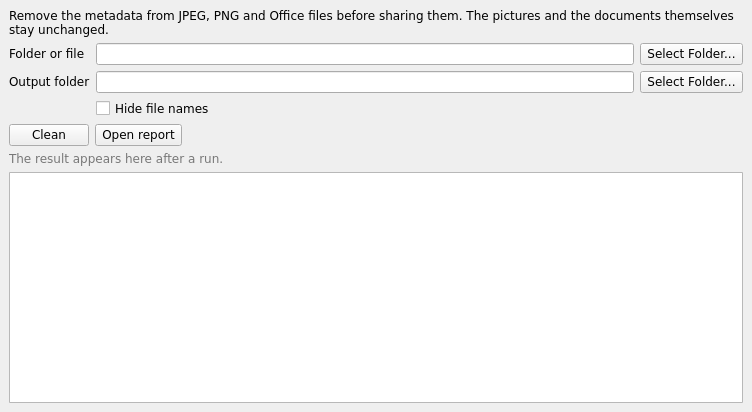 Remove the metadata from JPEG, PNG and Office files before sharing them. The pictures and the documents themselves
stay unchanged.
Folder or file Select Folder...
Output folder Select Folder...
Hide file names
Clean Open report
The result appears here after a run.